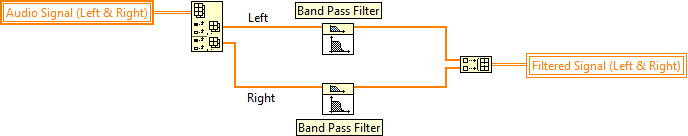 Audio Signal (Left & Right)
Left
Band Pass Filter
Filtered Signal (Left & Right)
Right
Band Pass Filter